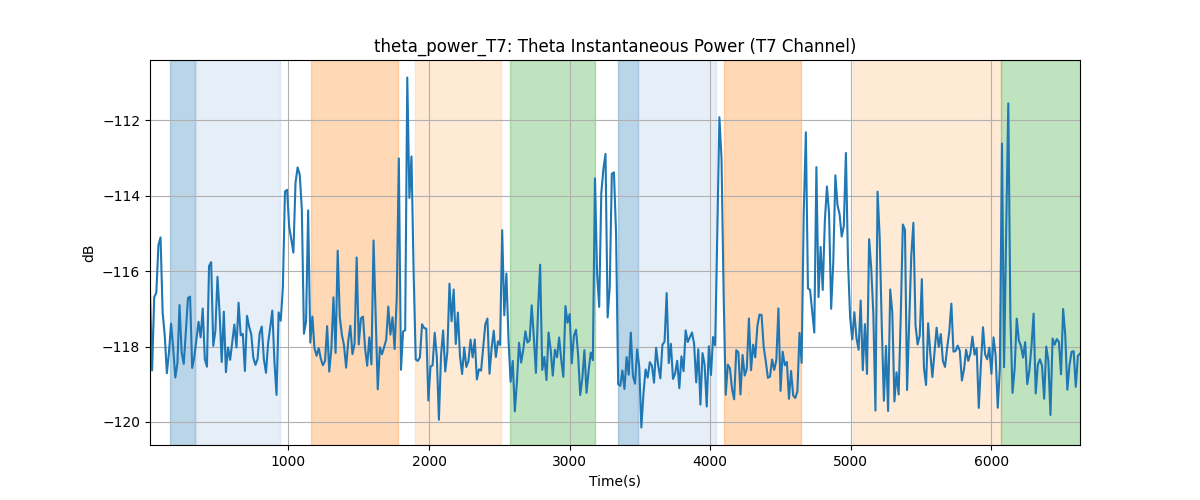 theta_power_T7: Theta Instantaneous Power (T7 Channel)
dB
−112
−114
−116
−118
−120
1000 2000 3000 4000 5000 6000
Time(s)